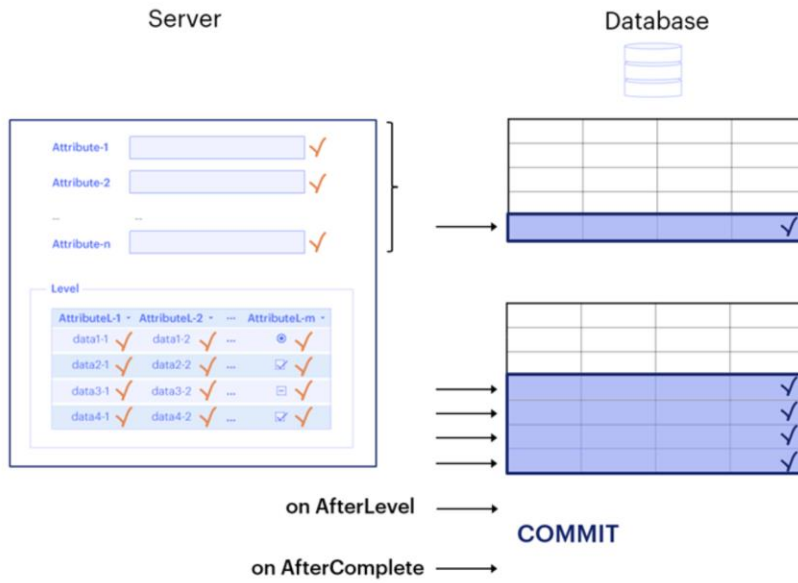 Server
Database
Attribute-1
Attribute-2
... ...
Attribute-n
Level
AttributeL-1 AttributeL-2 ... AttributeL-m
data1-1 data1-2 ...
data2-1 data2-2 ...
data3-1 data3-2 ...
data4-1 data4-2 ...
on AfterLevel
COMMIT
on AfterComplete